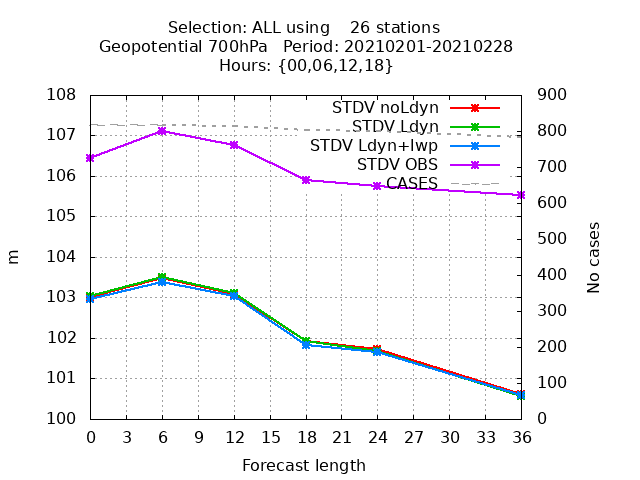 Selection: ALL using    26 stations
Geopotential 700hPa   Period: 20210201-20210228
Hours: {00,06,12,18}
108
107
106
105
104
103
102
101
100
m
900
800
700
600
500
400
300
200
100
0
No cases
STDV noLdyn
STDV Ldyn
STDV Ldyn+lwp
STDV OBS
CASES
0 3 6 9 12 15 18 21 24 27 30 33 36
Forecast length